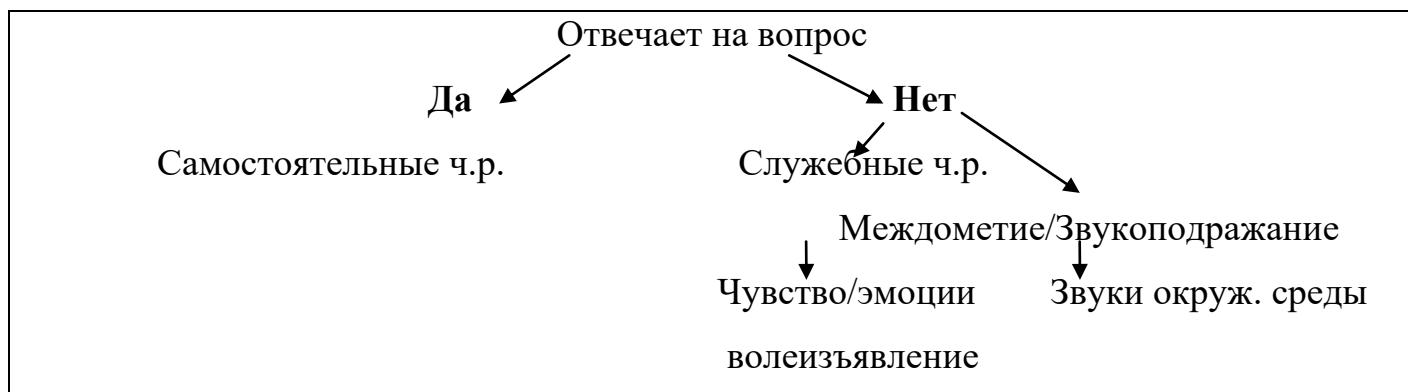 Отвечает на вопрос
Да Нет
Самостоятельные ч.р. Служебные ч.р.
Междометие/Звукоподражание
Чувство/эмоции Звуки окруж. среды
волеизъявление